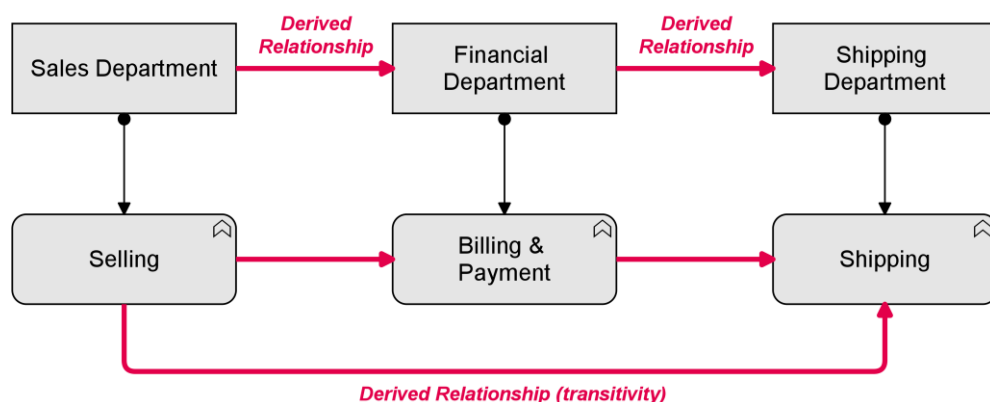 Derived
Relationship
Derived
Relationship
Sales Department
Financial
Department
Shipping
Department
Selling
Billing &
Payment
Shipping
Derived Relationship (transitivity)